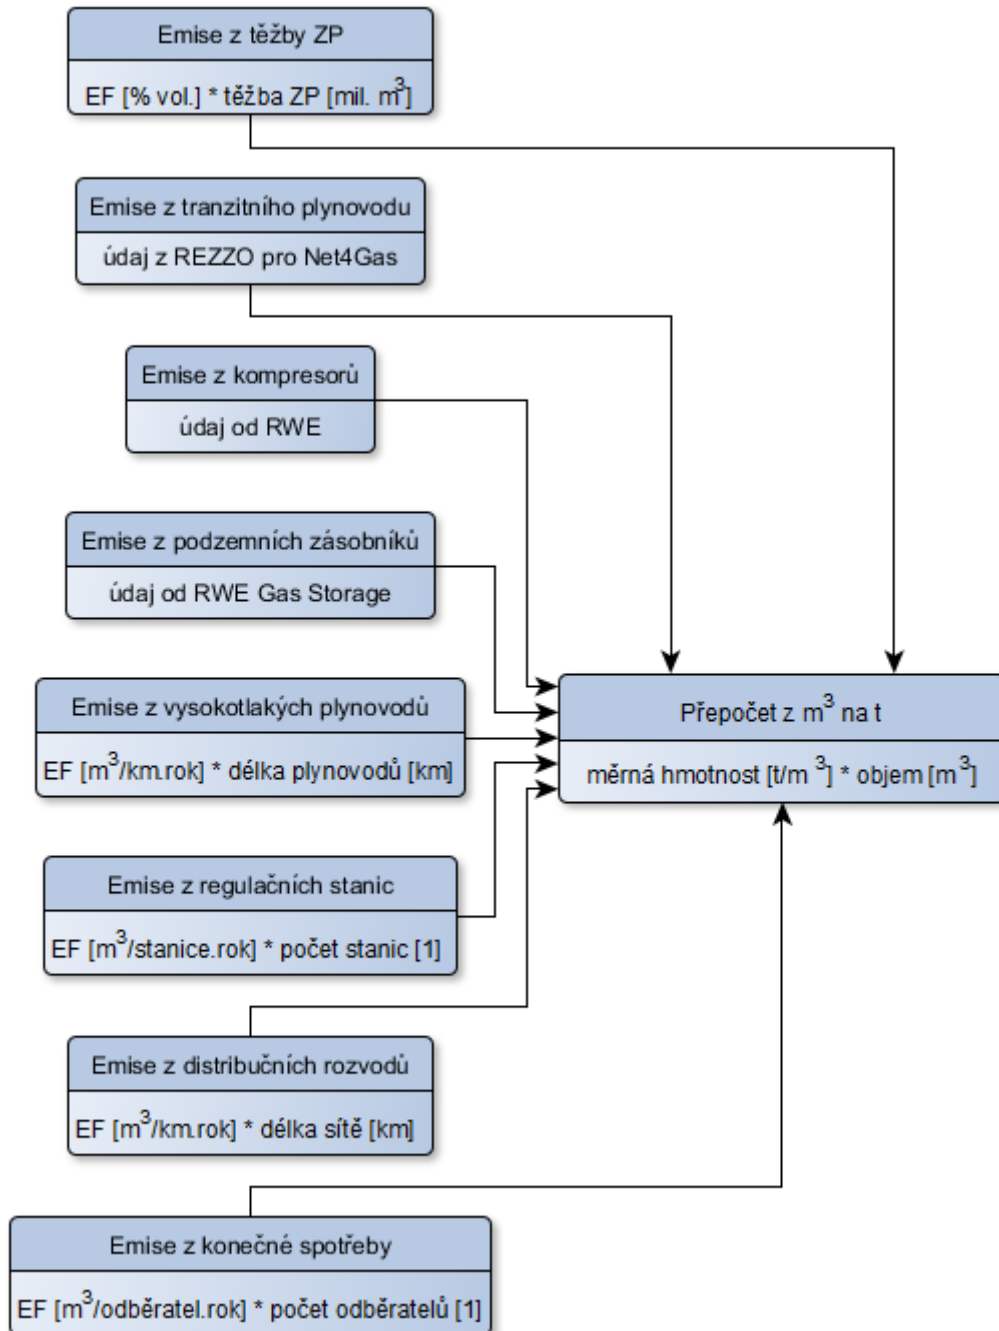 Emise z těžby ZP
EF [% vol.] * těžba ZP [mil. m³]
Emise z tranzitního plynovodu
údaj z REZZO pro Net4Gas
Emise z kompresorů
údaj od RWE
Emise z podzemních zásobníků
údaj od RWE Gas Storage
Emise z vysokotlakých plynovodů
EF [m³/km.rok] * délka plynovodů [km]
Přepočet z m³ na t
měrná hmotnost [t/m³] * objem [m³]
Emise z regulačních stanic
EF [m³/stanice.rok] * počet stanic [1]
Emise z distribučních rozvodů
EF [m³/km.rok] * délka sítě [km]
Emise z konečné spotřeby
EF [m³/odběratel.rok] * počet odběratelů [1]